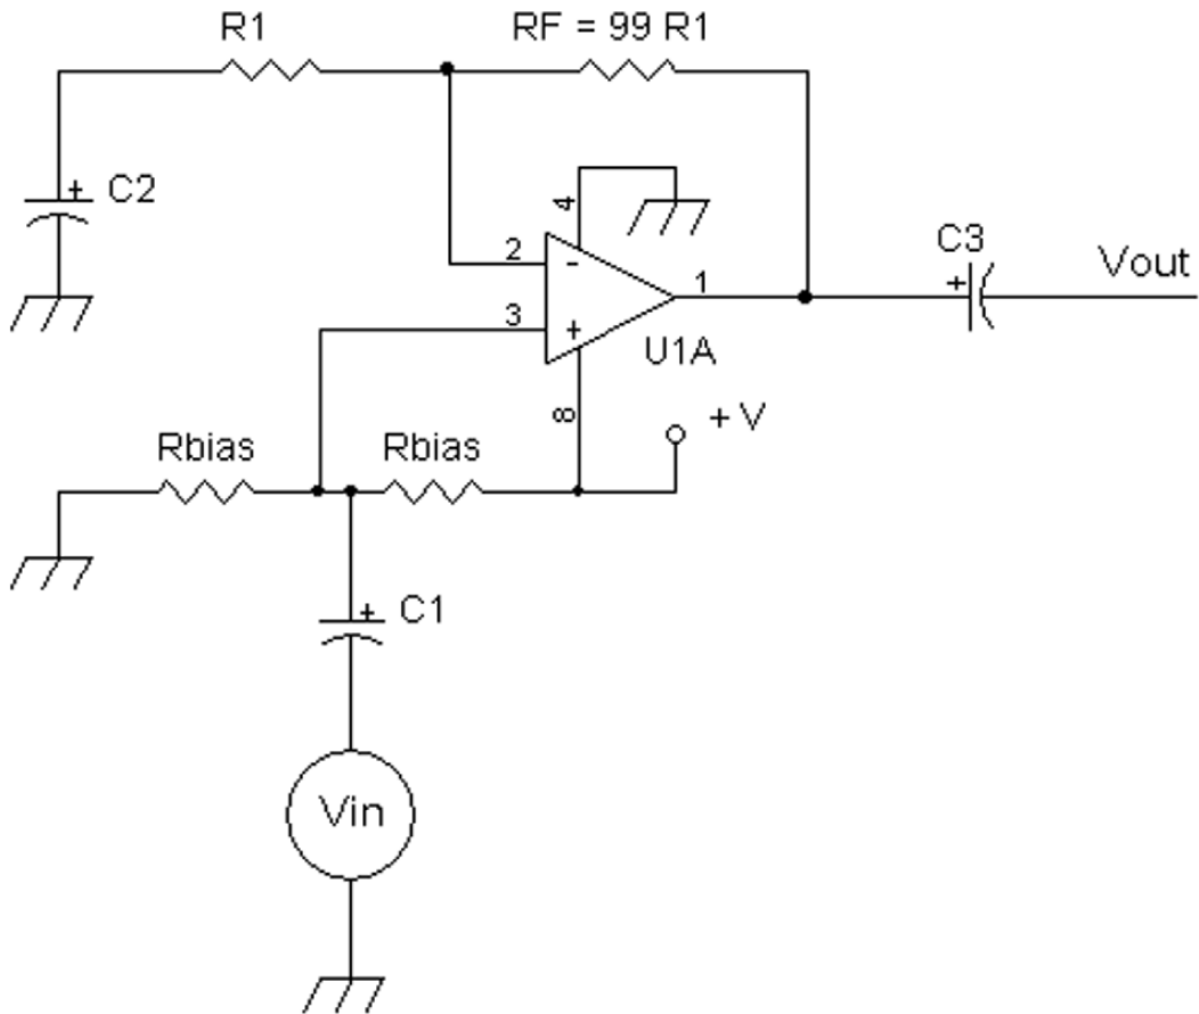 R1
RF = 99 R1
+ C2
4
2
-
3
+
1
U1A
C3
+
Vout
8
+ V
Rbias
Rbias
+ C1
Vin